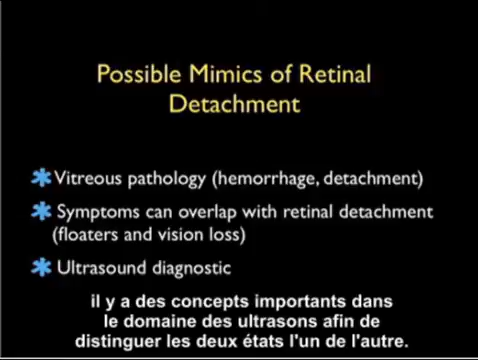 Possible Mimics of Retinal
Detachment
Vitreous pathology (hemorrhage, detachment)
Symptoms can overlap with retinal detachment
(floaters and vision loss)
Ultrasound diagnostic
il y a des concepts importants dans
le domaine des ultrasons afin de
distinguer les deux états l'un de l'autre.